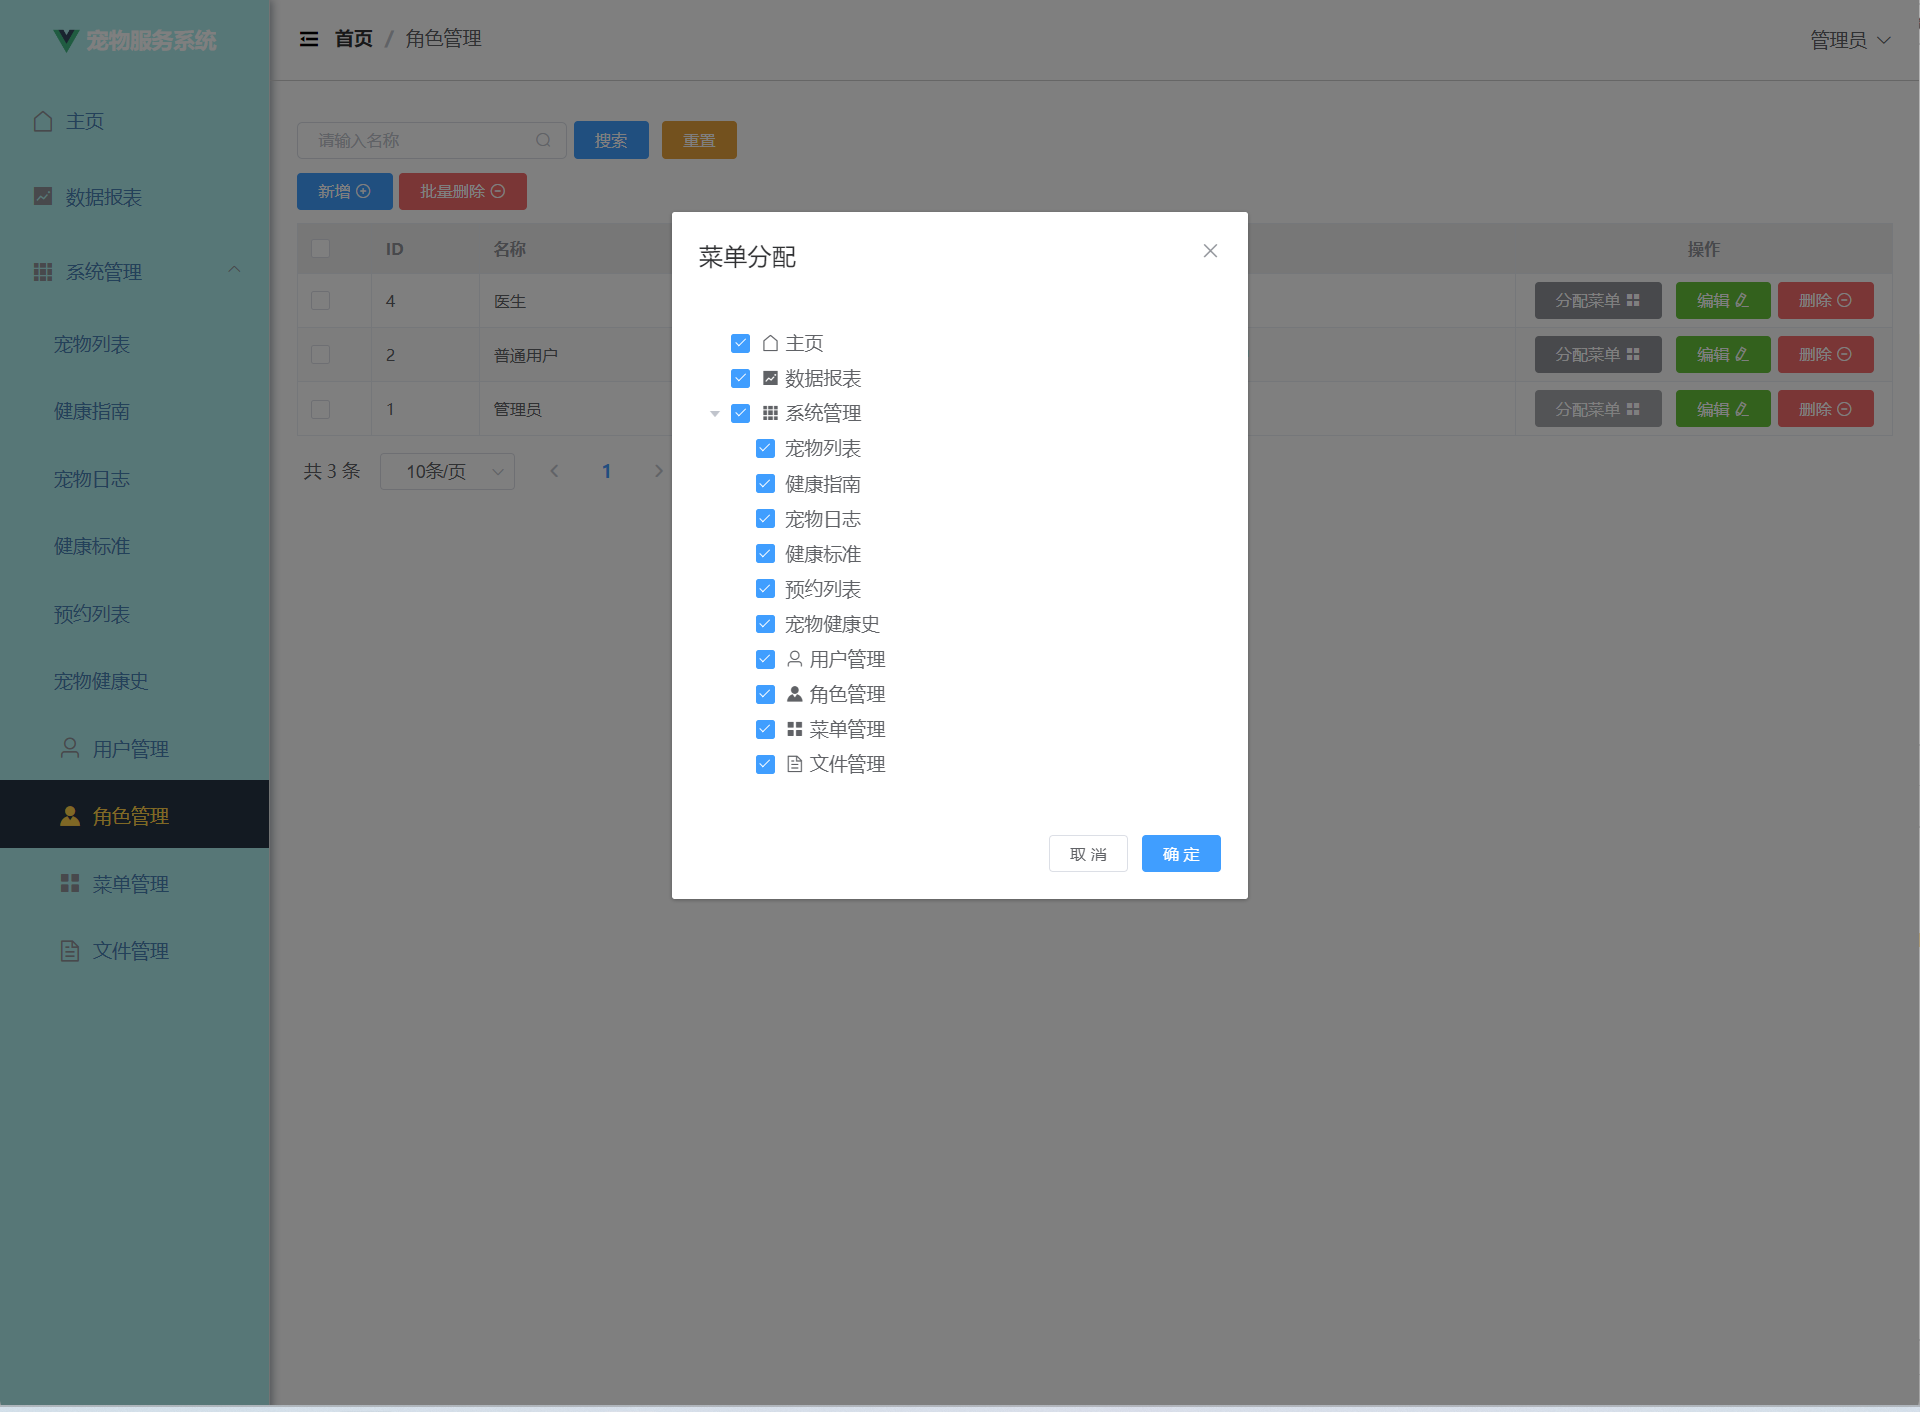 宠物服务系统
主页
数据报表
系统管理
宠物列表
健康指南
宠物日志
健康标准
预约列表
宠物健康史
用户管理
角色管理
菜单管理
文件管理
首页 / 角色管理
管理员
请输入名称 搜索 重置
新增 批量删除
ID 名称 操作
4 医生 分配菜单 编辑 删除
2 普通用户 分配菜单 编辑 删除
1 管理员 分配菜单 编辑 删除
共 3 条 10条/页 1
菜单分配
主页
数据报表
系统管理
宠物列表
健康指南
宠物日志
健康标准
预约列表
宠物健康史
用户管理
角色管理
菜单管理
文件管理
取 消 确 定